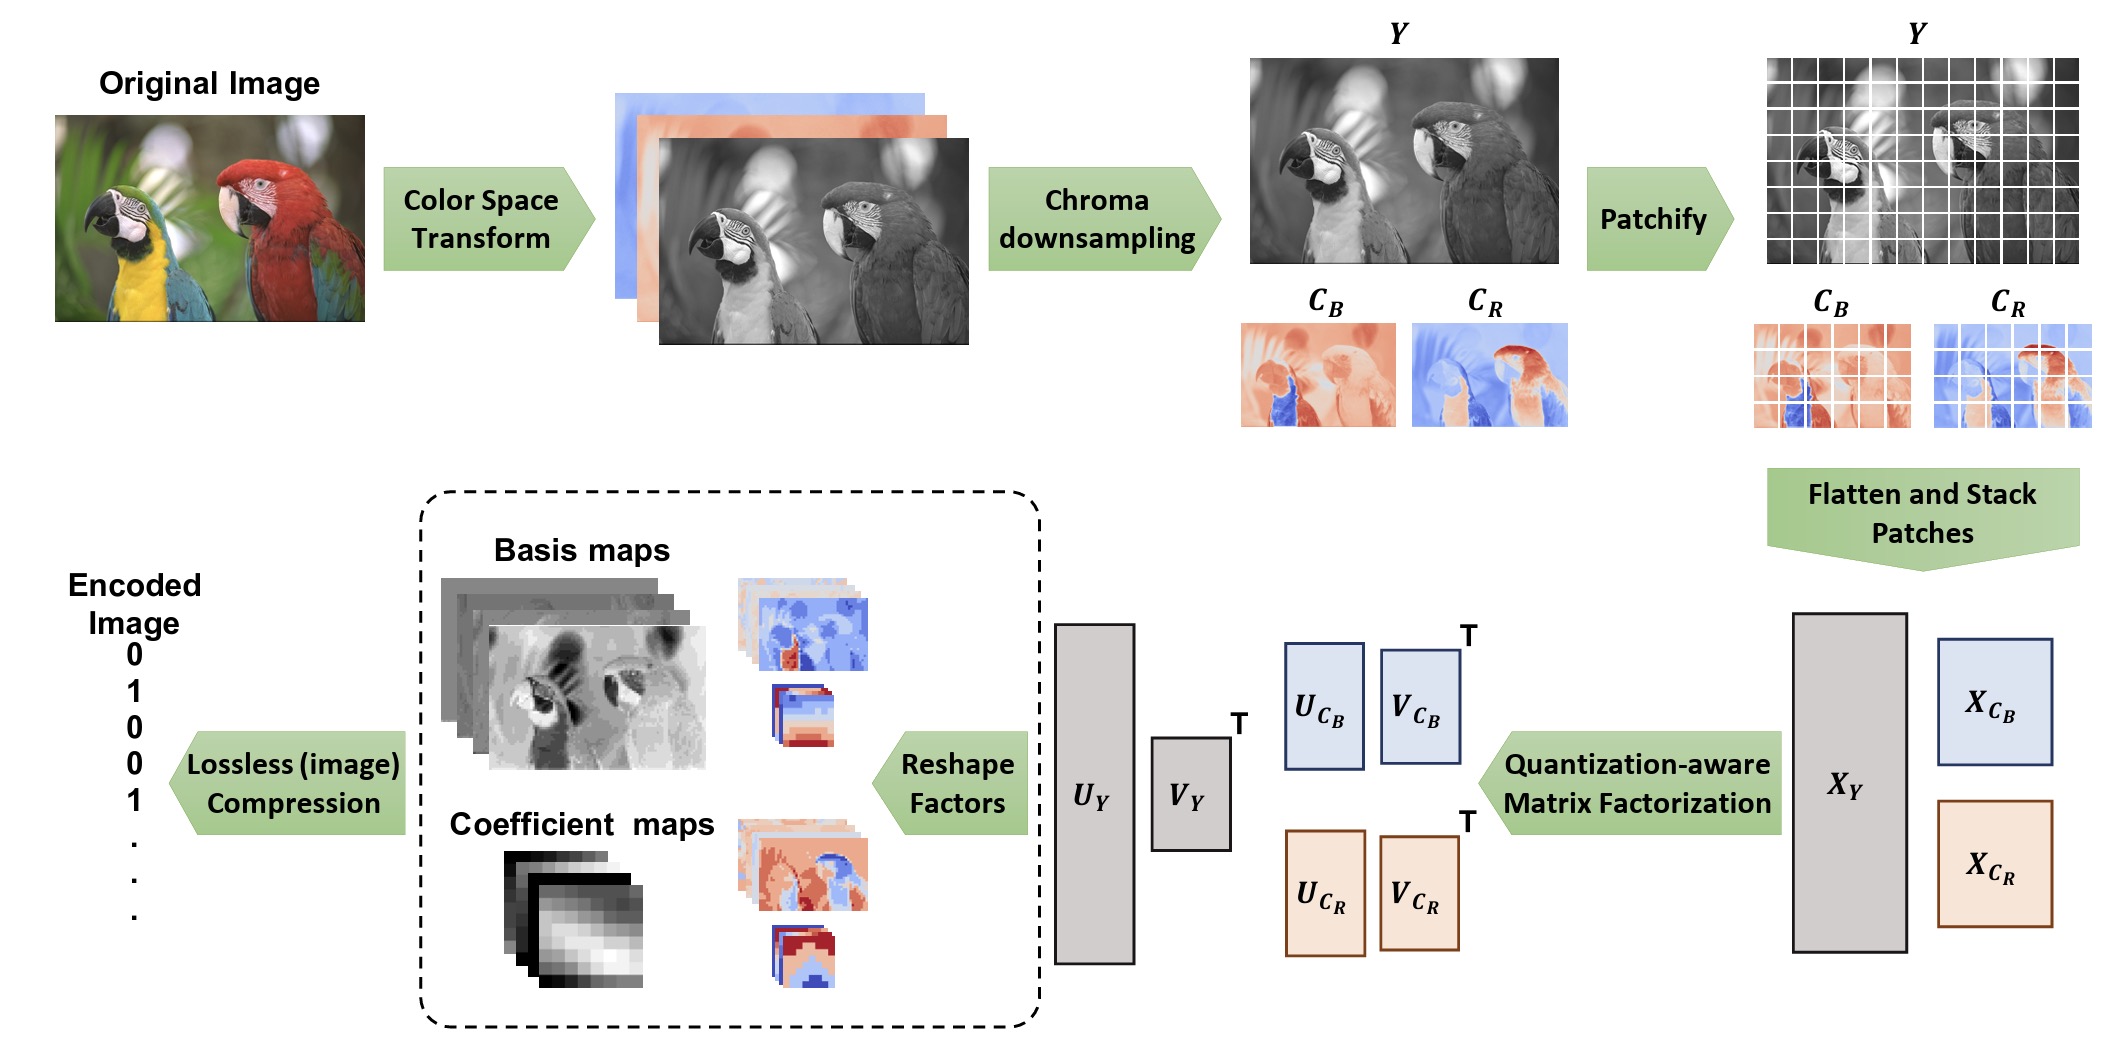 Original Image
Color Space
Transform
Chroma
downsampling
Y
C_B
C_R
Patchify
Y
C_B
C_R
Flatten and Stack
Patches
X_Y
X_{C_B}
X_{C_R}
Quantization-aware
Matrix Factorization
U_Y
V_Y
T
U_{C_B}
V_{C_B}
T
U_{C_R}
V_{C_R}
T
Reshape
Factors
Basis maps
Coefficient maps
Lossless (image)
Compression
Encoded
Image
0
1
0
0
1
.
.
.